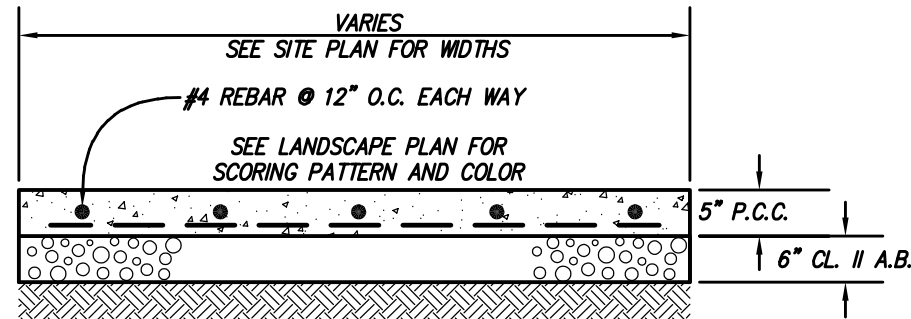 VARIES
SEE SITE PLAN FOR WIDTHS
#4 REBAR @ 12" O.C. EACH WAY
SEE LANDSCAPE PLAN FOR
SCORING PATTERN AND COLOR
5" P.C.C.
6" CL. II A.B.